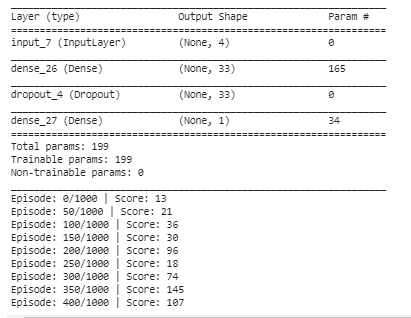 Layer (type) Output Shape Param #
=================================================================
input_7 (InputLayer) (None, 4) 0
_________________________________________________________________
dense_26 (Dense) (None, 33) 165
_________________________________________________________________
dropout_4 (Dropout) (None, 33) 0
_________________________________________________________________
dense_27 (Dense) (None, 1) 34
=================================================================
Total params: 199
Trainable params: 199
Non-trainable params: 0
_________________________________________________________________
Episode: 0/1000 | Score: 13
Episode: 50/1000 | Score: 21
Episode: 100/1000 | Score: 36
Episode: 150/1000 | Score: 30
Episode: 200/1000 | Score: 96
Episode: 250/1000 | Score: 18
Episode: 300/1000 | Score: 74
Episode: 350/1000 | Score: 145
Episode: 400/1000 | Score: 107